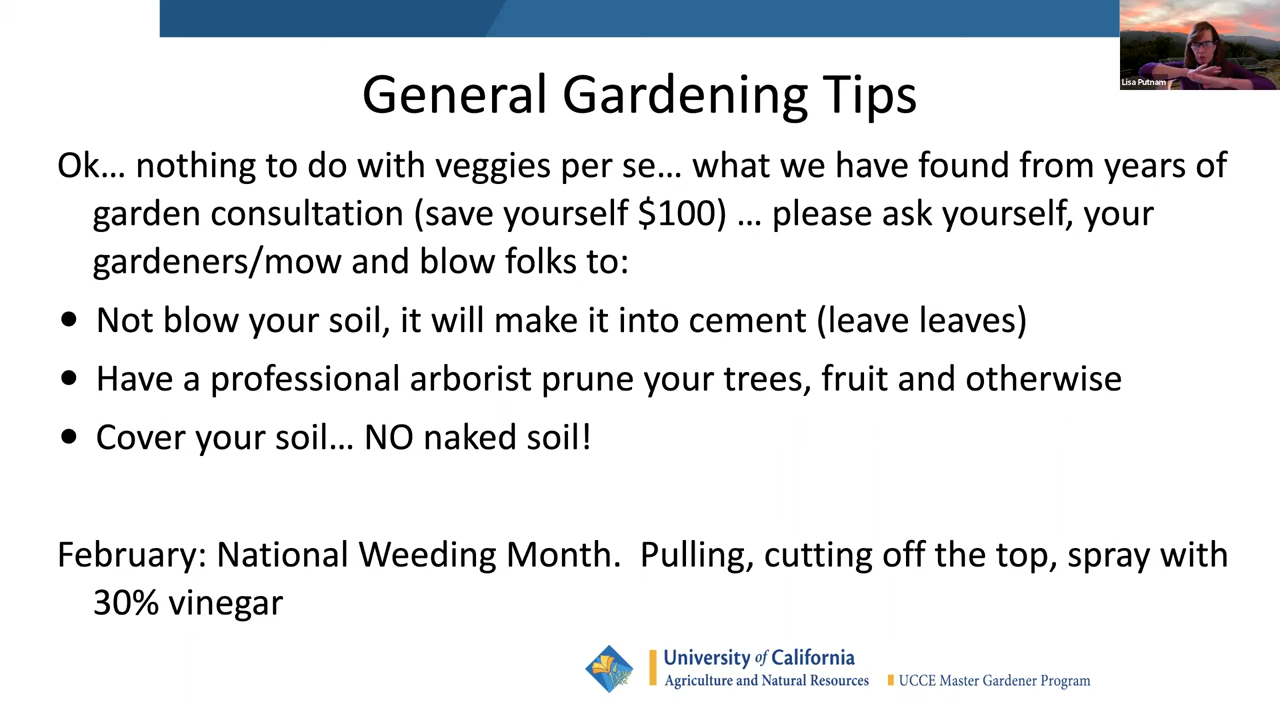 Lisa Putnam
General Gardening Tips
Ok... nothing to do with veggies per se... what we have found from years of
garden consultation (save yourself $100) ... please ask yourself, your
gardeners/mow and blow folks to:
• Not blow your soil, it will make it into cement (leave leaves)
• Have a professional arborist prune your trees, fruit and otherwise
• Cover your soil... NO naked soil!
February: National Weeding Month.  Pulling, cutting off the top, spray with
30% vinegar
University of California
Agriculture and Natural Resources
UCCE Master Gardener Program